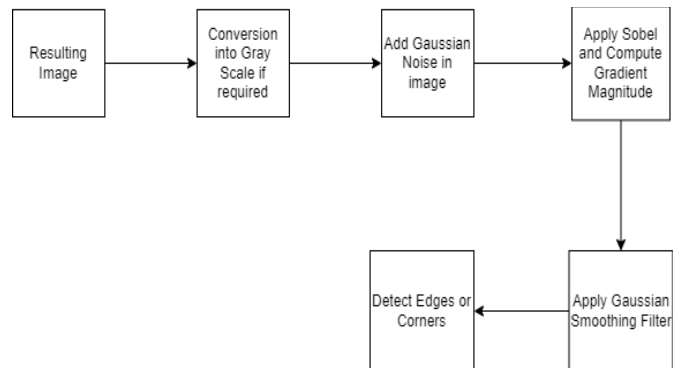 Resulting
Image
Conversion
into Gray
Scale if
required
Add Gaussian
Noise in
image
Apply Sobel
and Compute
Gradient
Magnitude
Detect Edges or
Corners
Apply Gaussian
Smoothing Filter